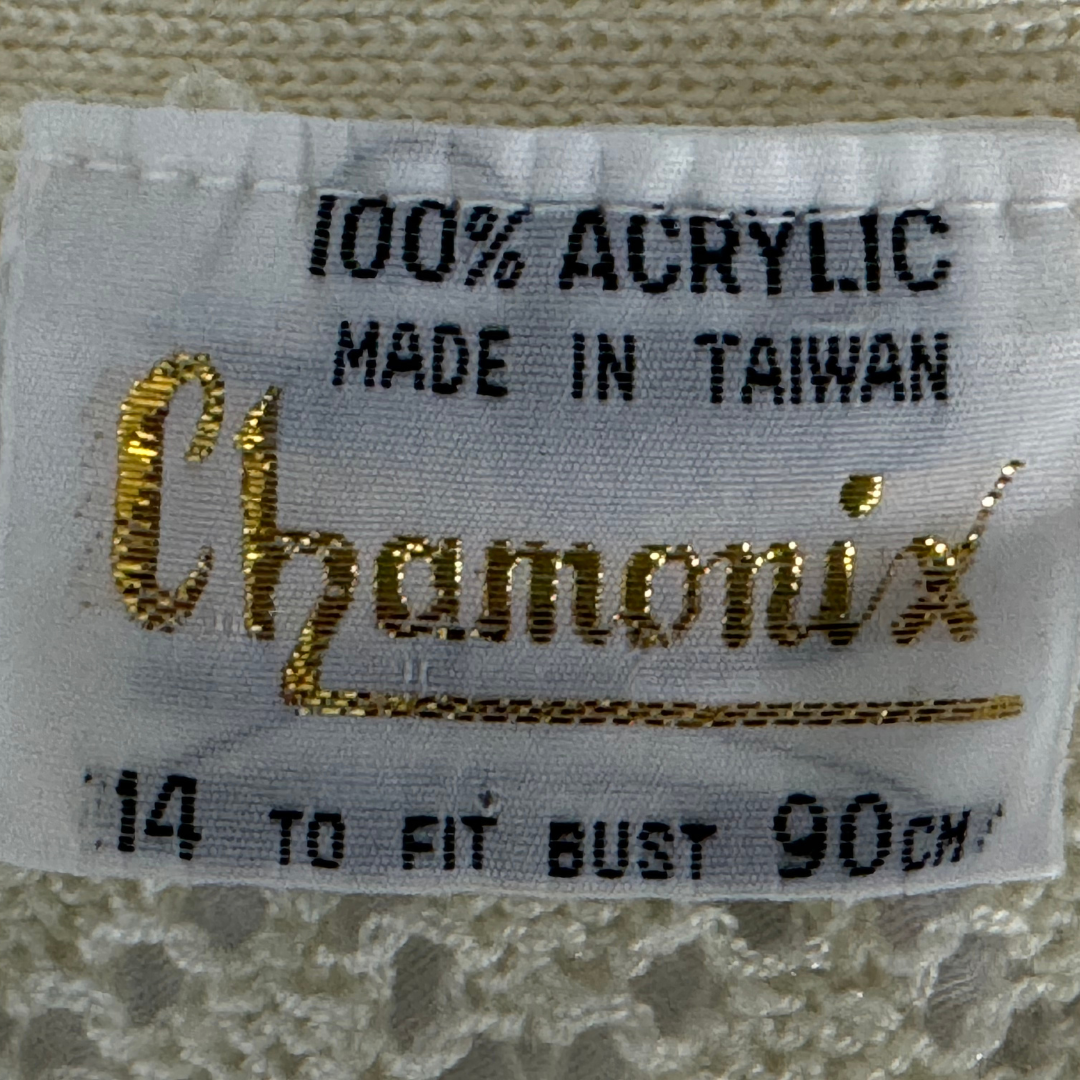 100% ACRYLIC
MADE IN TAIWAN
Chamonix
14 TO FIT BUST 90CM